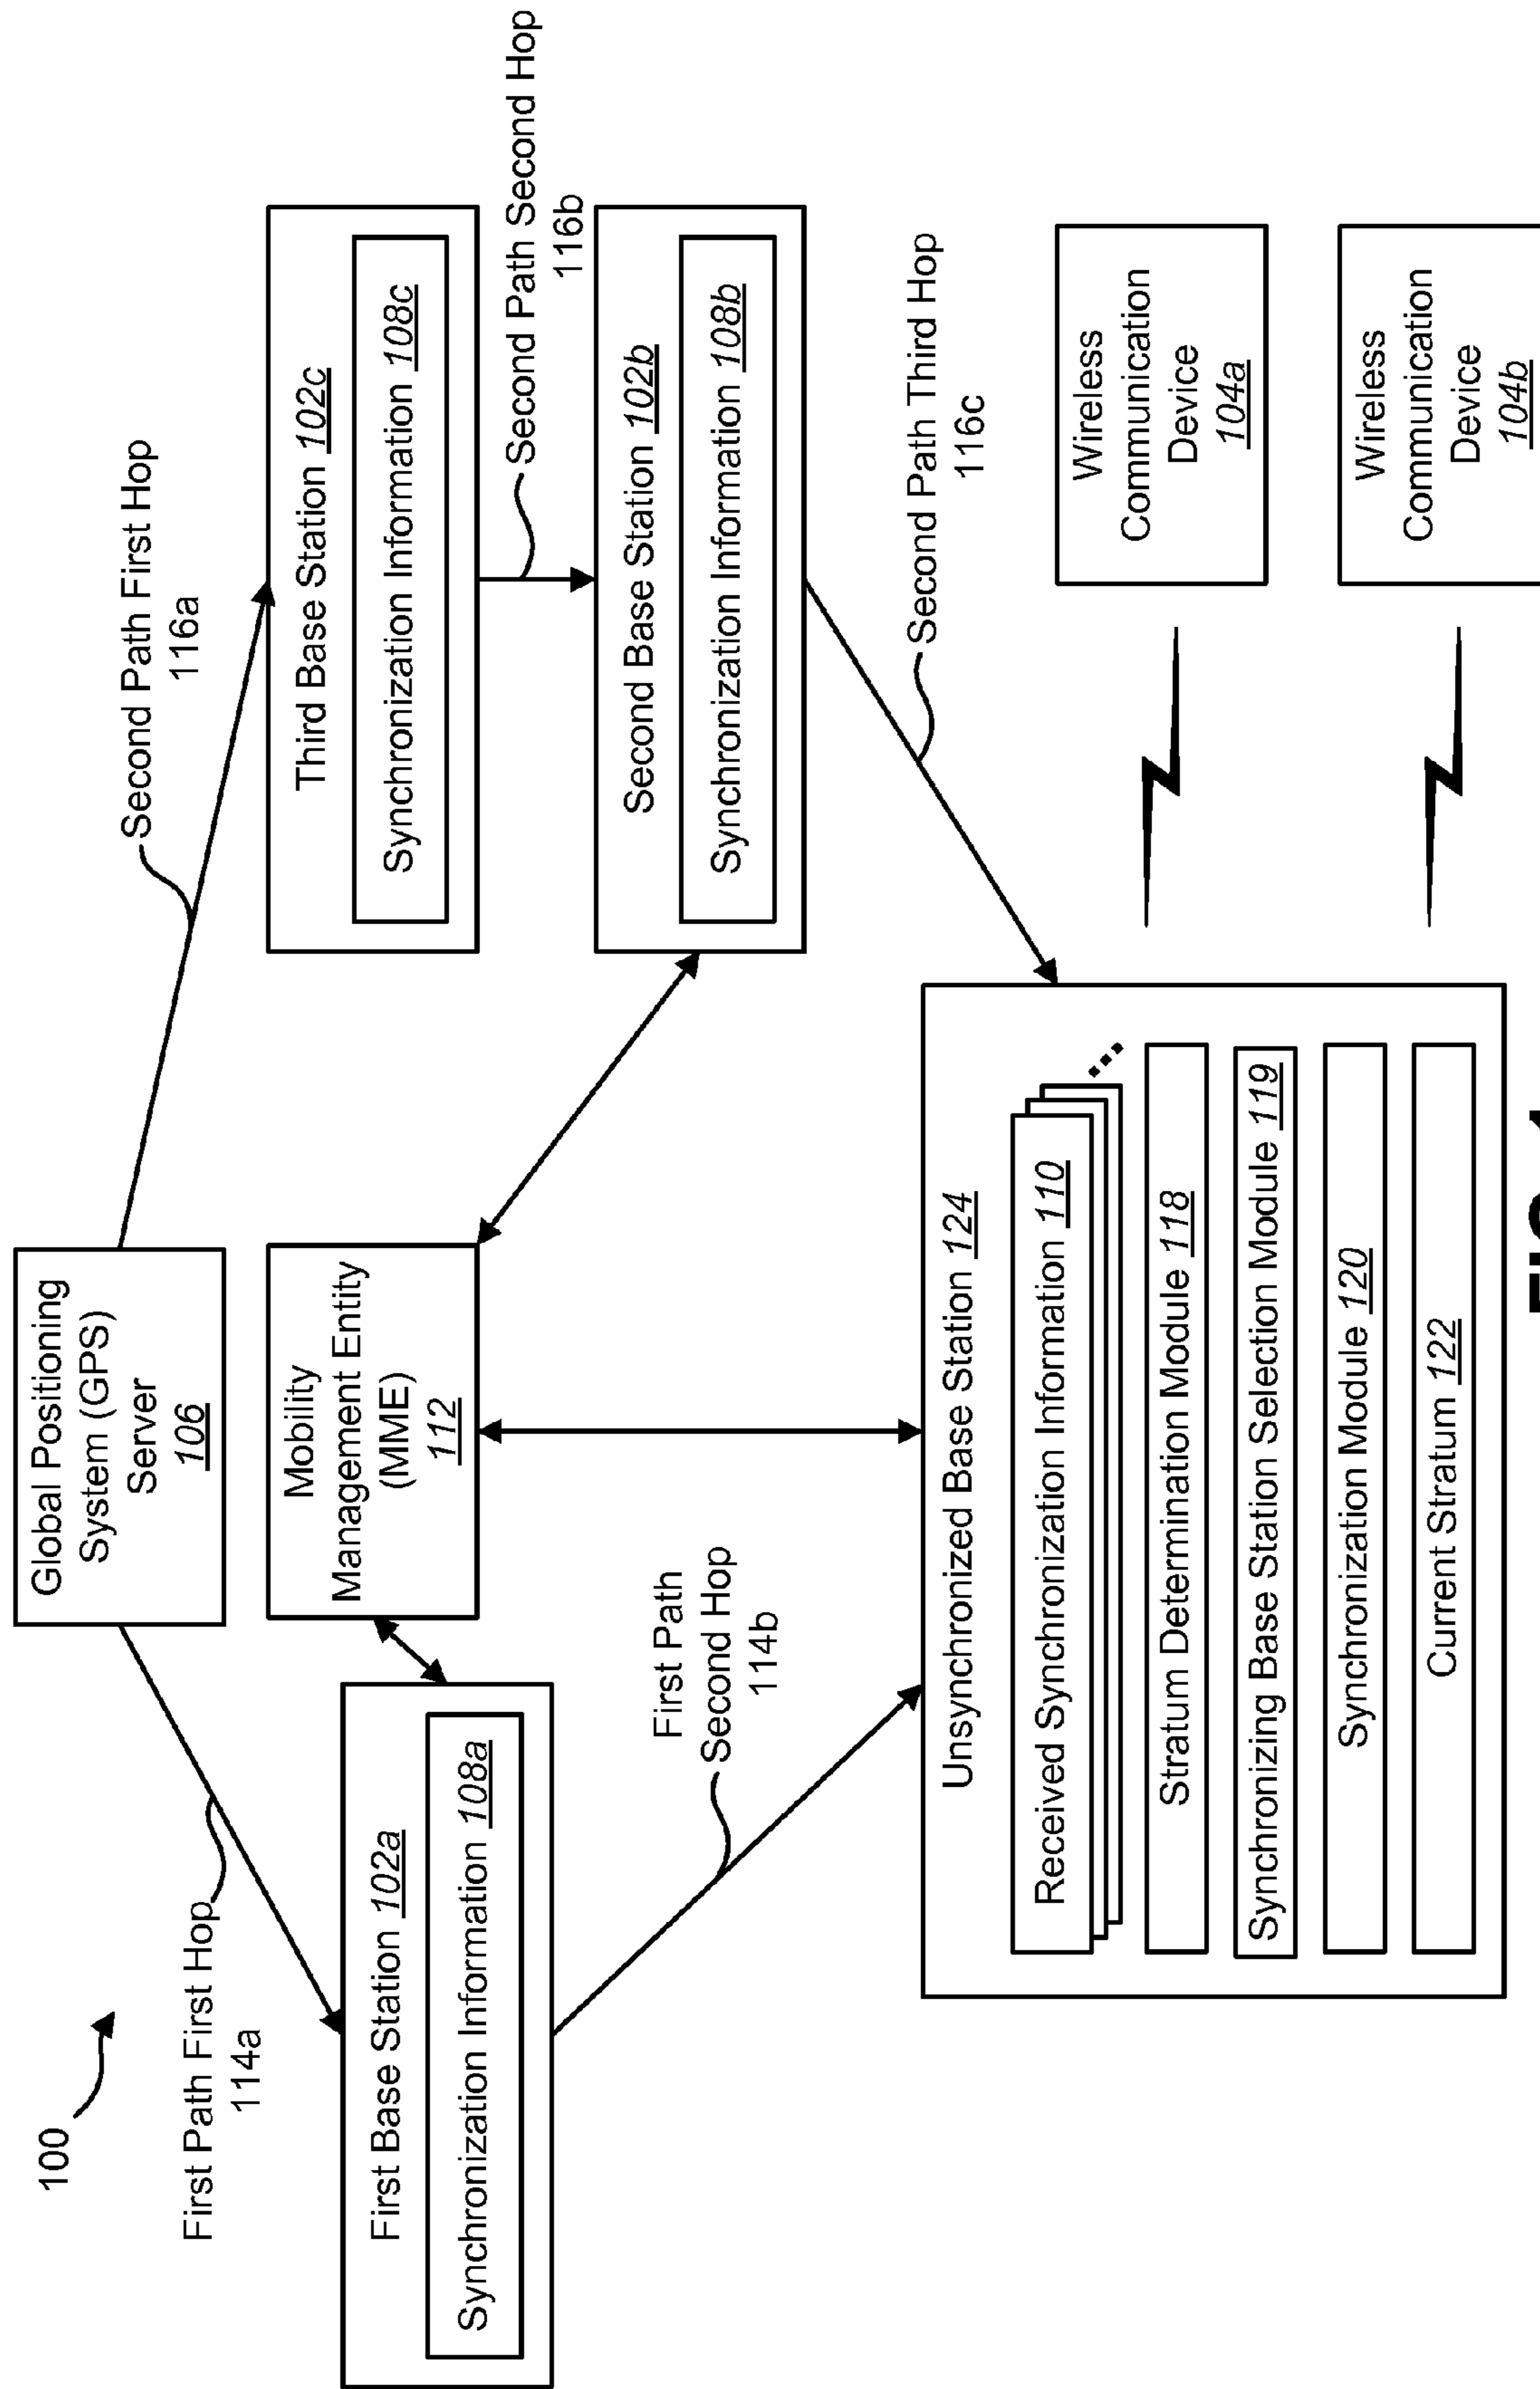 100
Global Positioning
System (GPS)
Server
106
First Path First Hop
114a
Second Path First Hop
116a
First Base Station 102a
Synchronization Information 108a
Mobility
Management Entity
(MME)
112
Third Base Station 102c
Synchronization Information 108c
Second Path Second Hop
116b
Second Base Station 102b
Synchronization Information 108b
First Path
Second Hop
114b
Second Path Third Hop
116c
Unsynchronized Base Station 124
Received Synchronization Information 110
Stratum Determination Module 118
Synchronizing Base Station Selection Module 119
Synchronization Module 120
Current Stratum 122
Wireless
Communication
Device
104a
Wireless
Communication
Device
104b